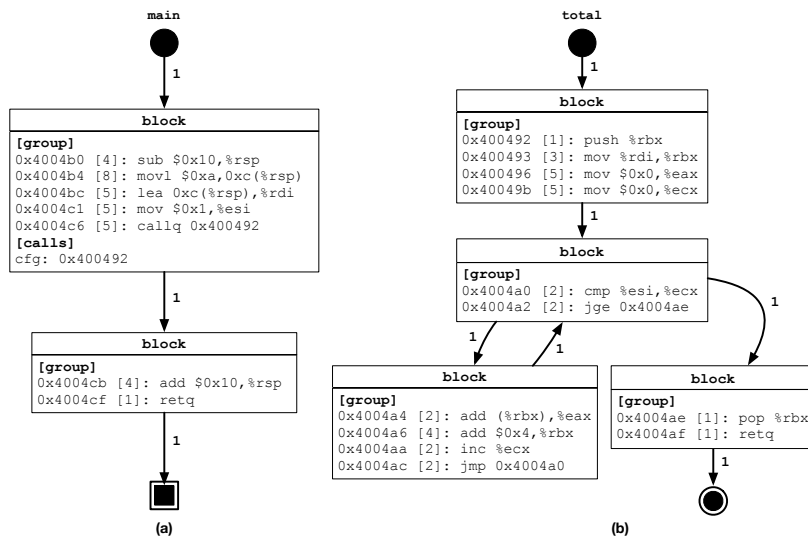 main
1
block
[group]
0x4004b0 [4]: sub $0x10,%rsp
0x4004b4 [8]: movl $0xa,0xc(%rsp)
0x4004bc [5]: lea 0xc(%rsp),%rdi
0x4004c1 [5]: mov $0x1,%esi
0x4004c6 [5]: callq 0x400492
[calls]
cfg: 0x400492
1
block
[group]
0x4004cb [4]: add $0x10,%rsp
0x4004cf [1]: retq
1
(a)
total
1
block
[group]
0x400492 [1]: push %rbx
0x400493 [3]: mov %rdi,%rbx
0x400496 [5]: mov $0x0,%eax
0x40049b [5]: mov $0x0,%ecx
1
block
[group]
0x4004a0 [2]: cmp %esi,%ecx
0x4004a2 [2]: jge 0x4004ae
1
1
1
block
[group]
0x4004a4 [2]: add (%rbx),%eax
0x4004a6 [4]: add $0x4,%rbx
0x4004aa [2]: inc %ecx
0x4004ac [2]: jmp 0x4004a0
block
[group]
0x4004ae [1]: pop %rbx
0x4004af [1]: retq
1
(b)